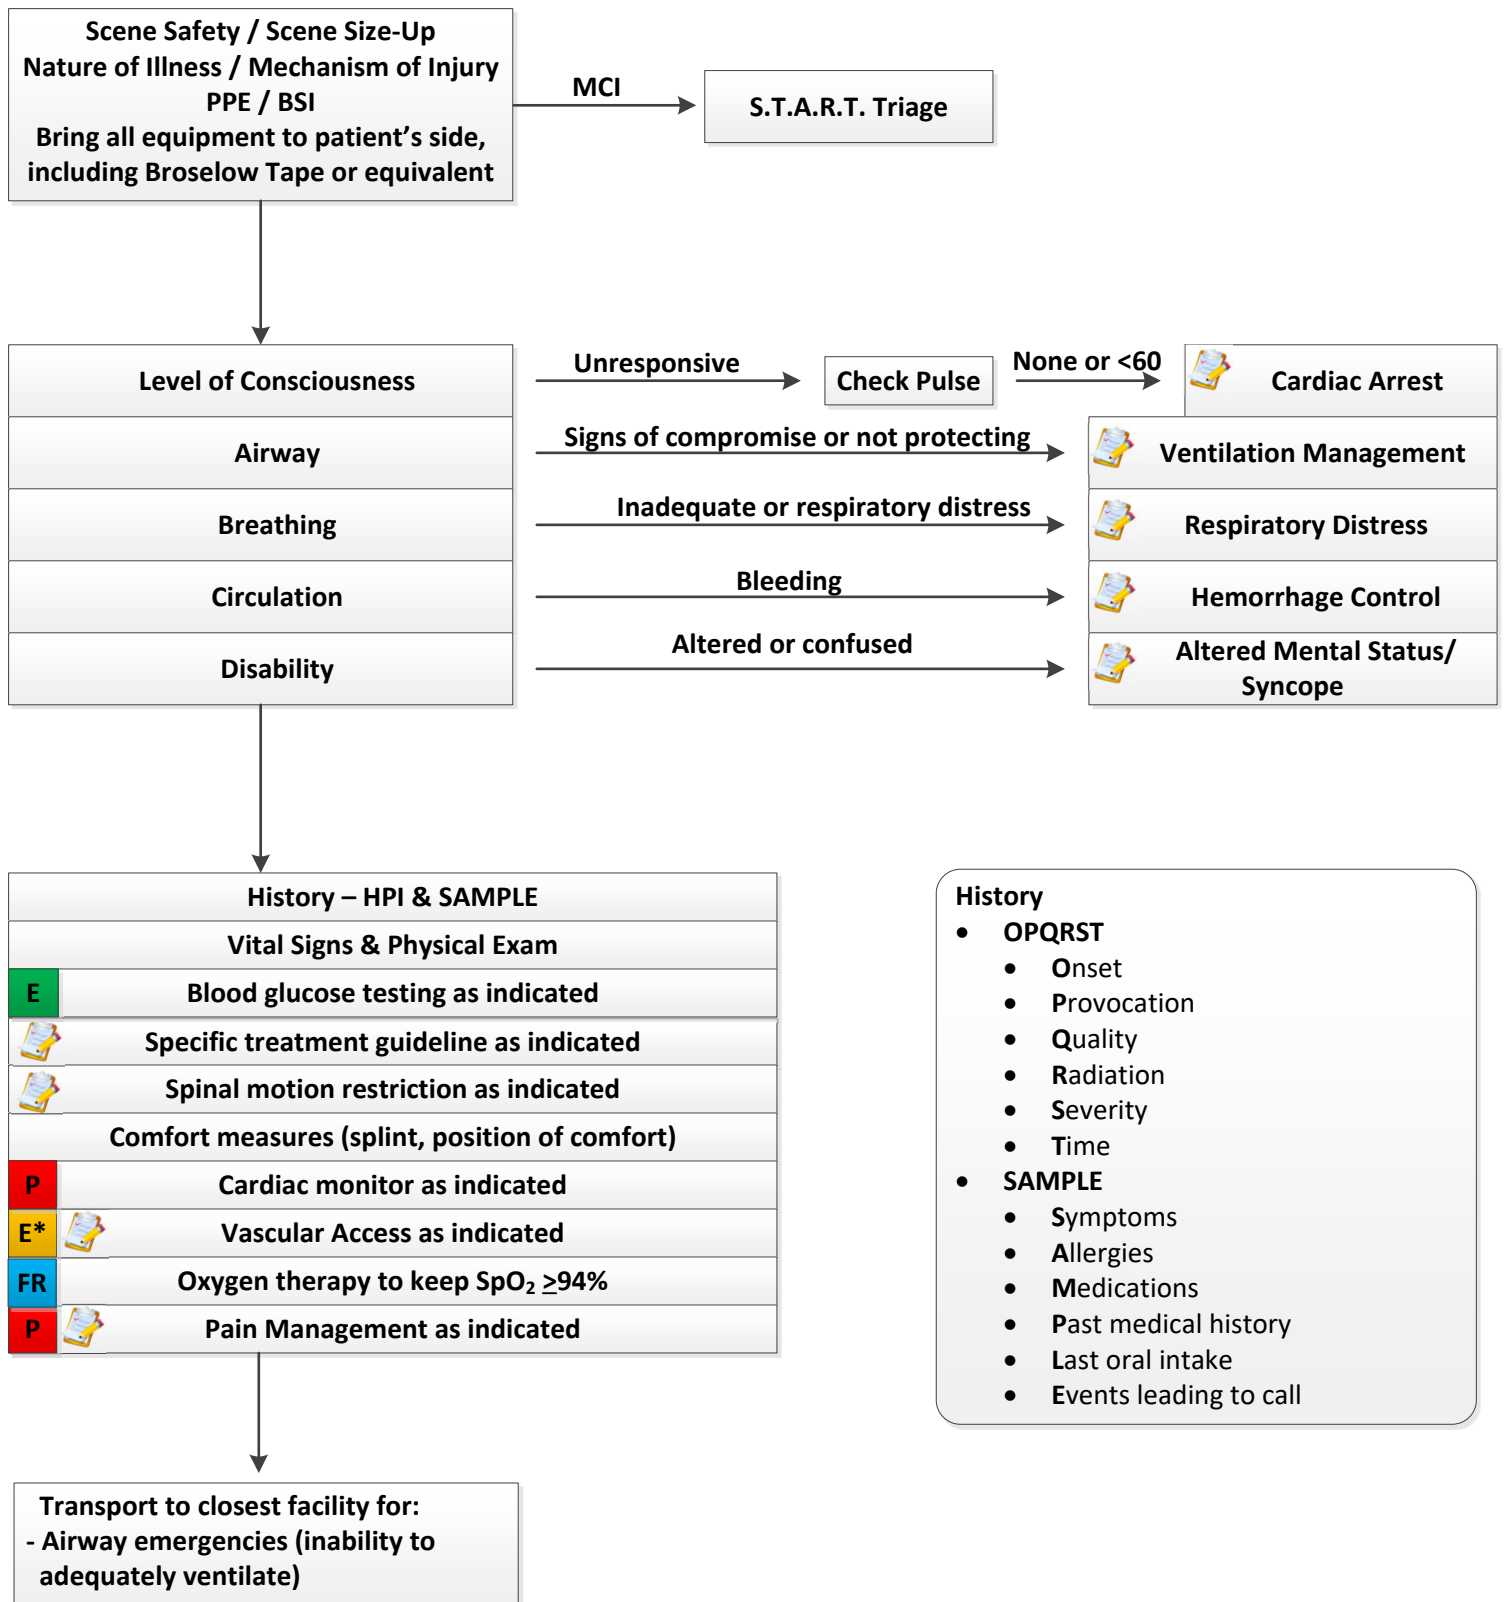 Scene Safety / Scene Size-Up
Nature of Illness / Mechanism of Injury
PPE / BSI
Bring all equipment to patient’s side,
including Broselow Tape or equivalent
MCI
S.T.A.R.T. Triage
Level of Consciousness
Unresponsive
Check Pulse
None or <60
Cardiac Arrest
Airway
Signs of compromise or not protecting
Ventilation Management
Breathing
Inadequate or respiratory distress
Respiratory Distress
Circulation
Bleeding
Hemorrhage Control
Disability
Altered or confused
Altered Mental Status/
Syncope
History – HPI & SAMPLE
Vital Signs & Physical Exam
E
Blood glucose testing as indicated
Specific treatment guideline as indicated
Spinal motion restriction as indicated
Comfort measures (splint, position of comfort)
P
Cardiac monitor as indicated
E*
Vascular Access as indicated
FR
Oxygen therapy to keep SpO₂ ≥94%
P
Pain Management as indicated
History
• OPQRST
• Onset
• Provocation
• Quality
• Radiation
• Severity
• Time
• SAMPLE
• Symptoms
• Allergies
• Medications
• Past medical history
• Last oral intake
• Events leading to call
Transport to closest facility for:
- Airway emergencies (inability to
adequately ventilate)